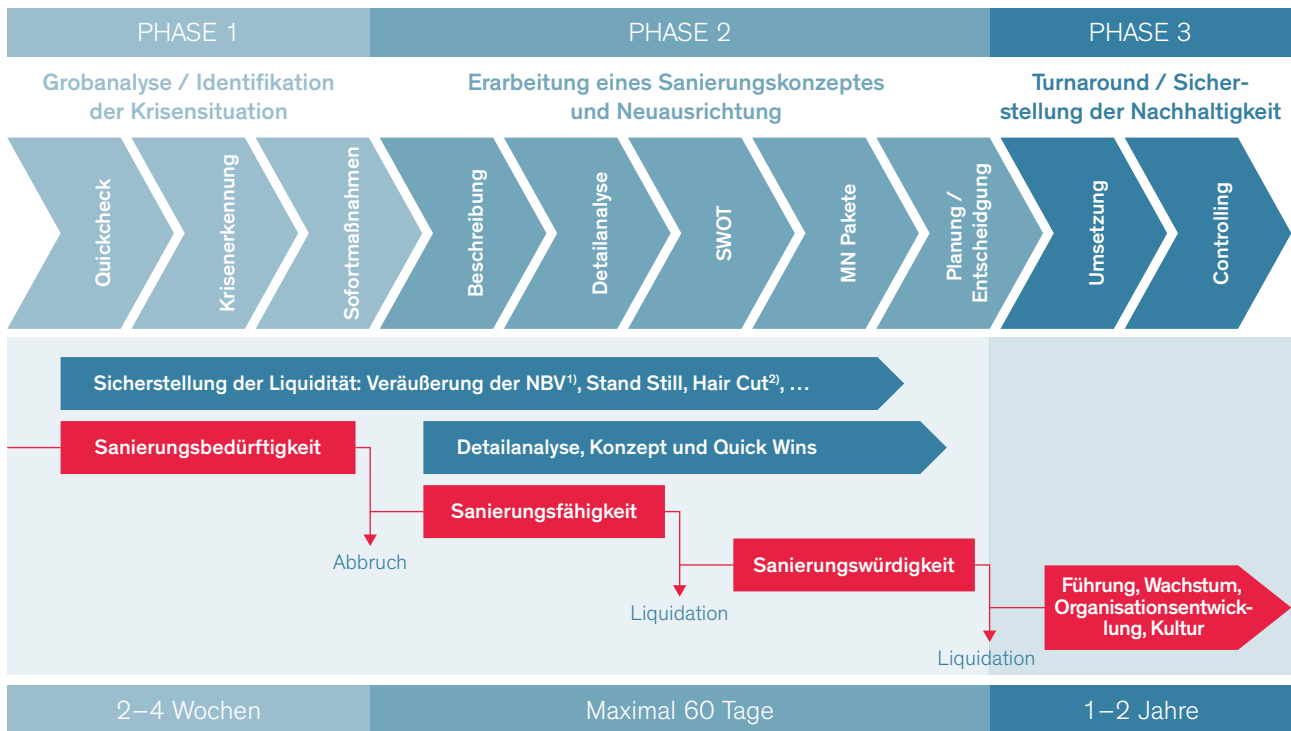 PHASE 1
PHASE 2
PHASE 3
Grobanalyse / Identifikation
der Krisensituation
Erarbeitung eines Sanierungskonzeptes
und Neuausrichtung
Turnaround / Sicher-
stellung der Nachhaltigkeit
Quickcheck
Krisenerkennung
Sofortmaßnahmen
Beschreibung
Detailanalyse
SWOT
MN Pakete
Planung /
Entscheidgung
Umsetzung
Controlling
Sicherstellung der Liquidität: Veräußerung der NBV¹⁾, Stand Still, Hair Cut²⁾, …
Sanierungsbedürftigkeit
Detailanalyse, Konzept und Quick Wins
Sanierungsfähigkeit
Abbruch
Sanierungswürdigkeit
Liquidation
Führung, Wachstum,
Organisationsentwick-
lung, Kultur
Liquidation
2–4 Wochen
Maximal 60 Tage
1–2 Jahre